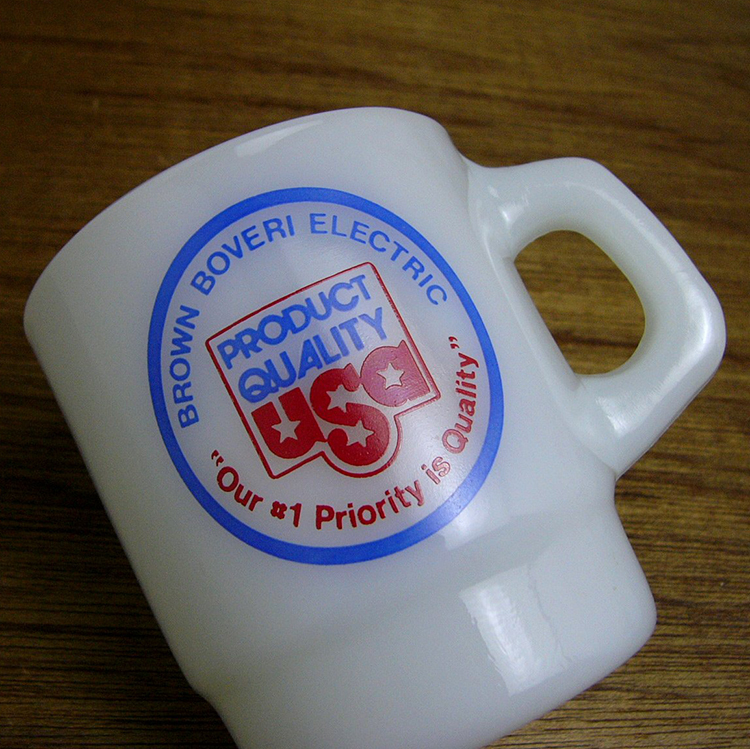 BROWN BOVERI ELECTRIC
PRODUCT
QUALITY
USa
"Our #1 Priority is Quality"